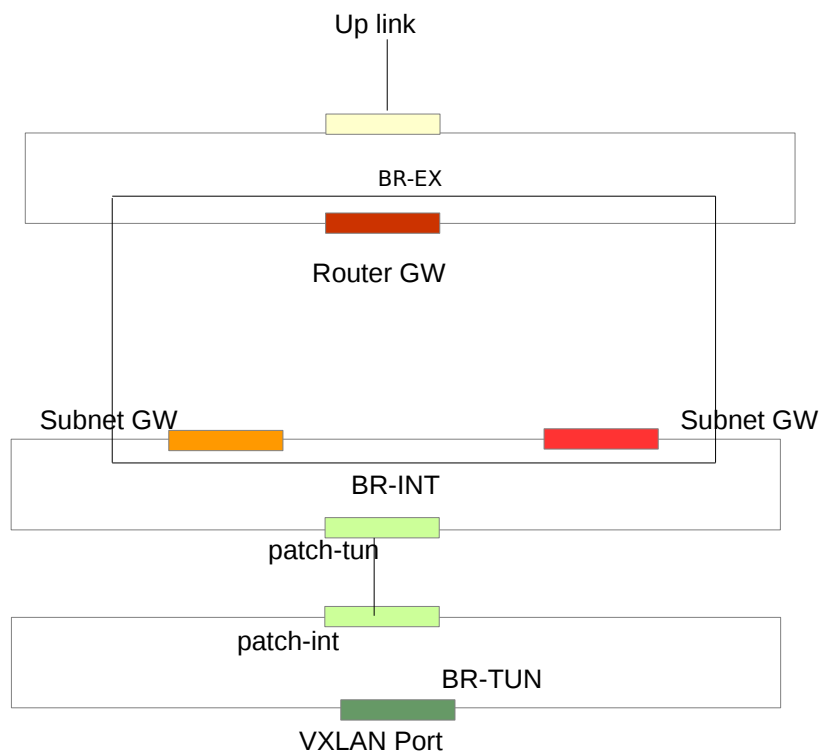 Up link
BR-EX
Router GW
Subnet GW
Subnet GW
BR-INT
patch-tun
patch-int
BR-TUN
VXLAN Port